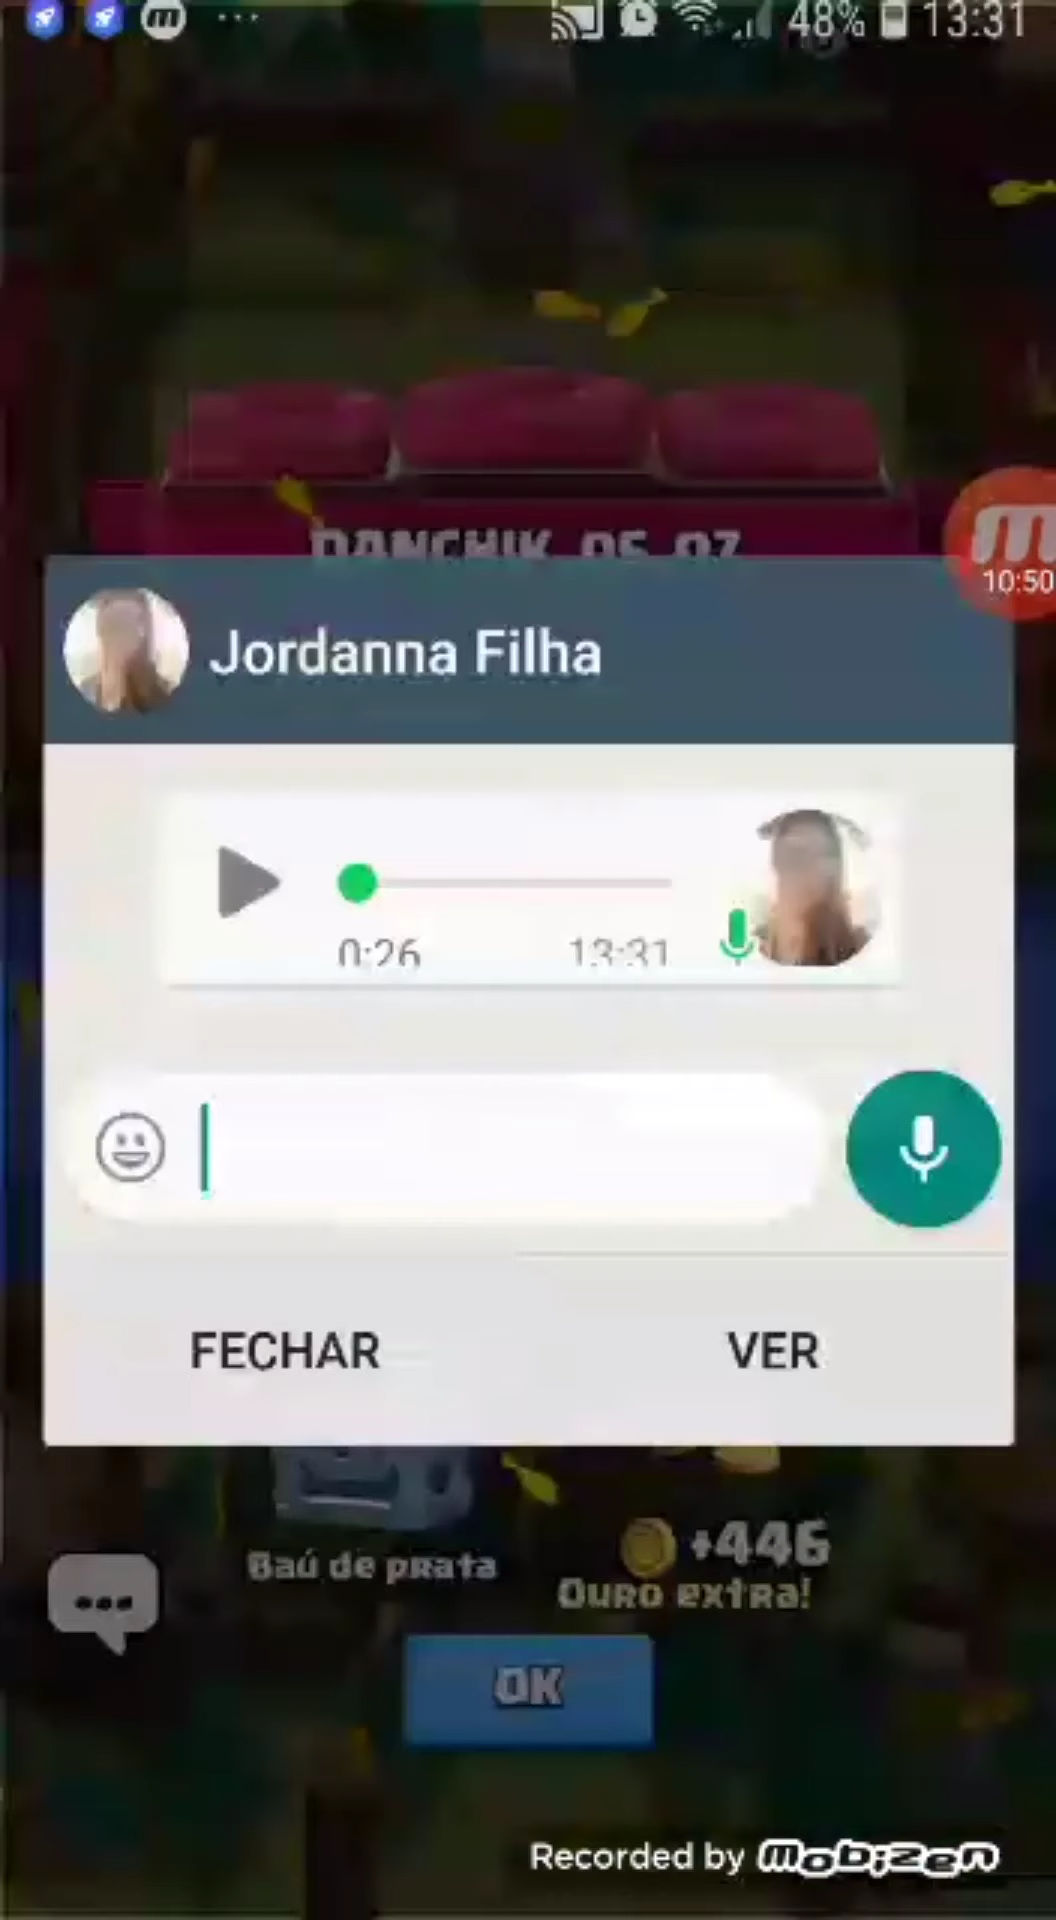 48% 13:31
DANCHIK_05_07
10:50
Jordanna Filha
0:26 13:31
FECHAR VER
+446
Baú de prata
Ouro extra!
OK
Recorded by mobizen